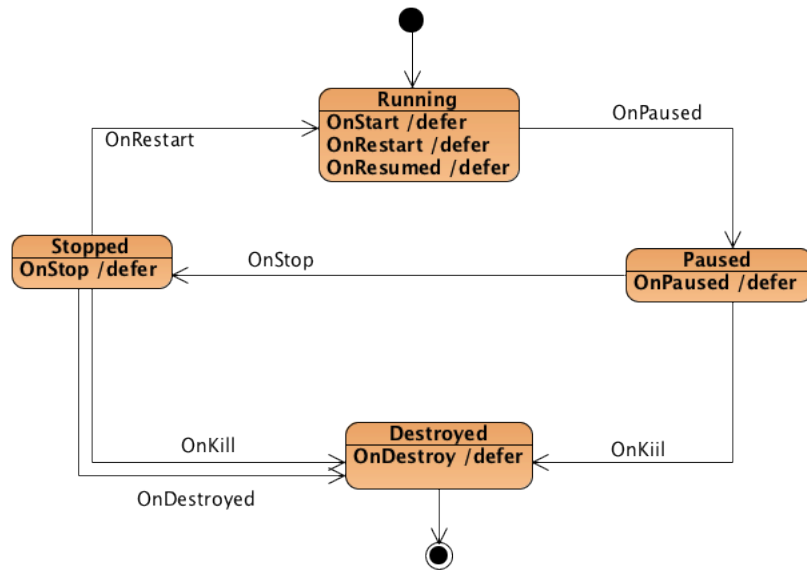 Running
OnStart /defer
OnRestart /defer
OnResumed /defer
OnPaused
OnRestart
Stopped
OnStop /defer
OnStop
Paused
OnPaused /defer
Destroyed
OnDestroy /defer
OnKill
OnKiil
OnDestroyed